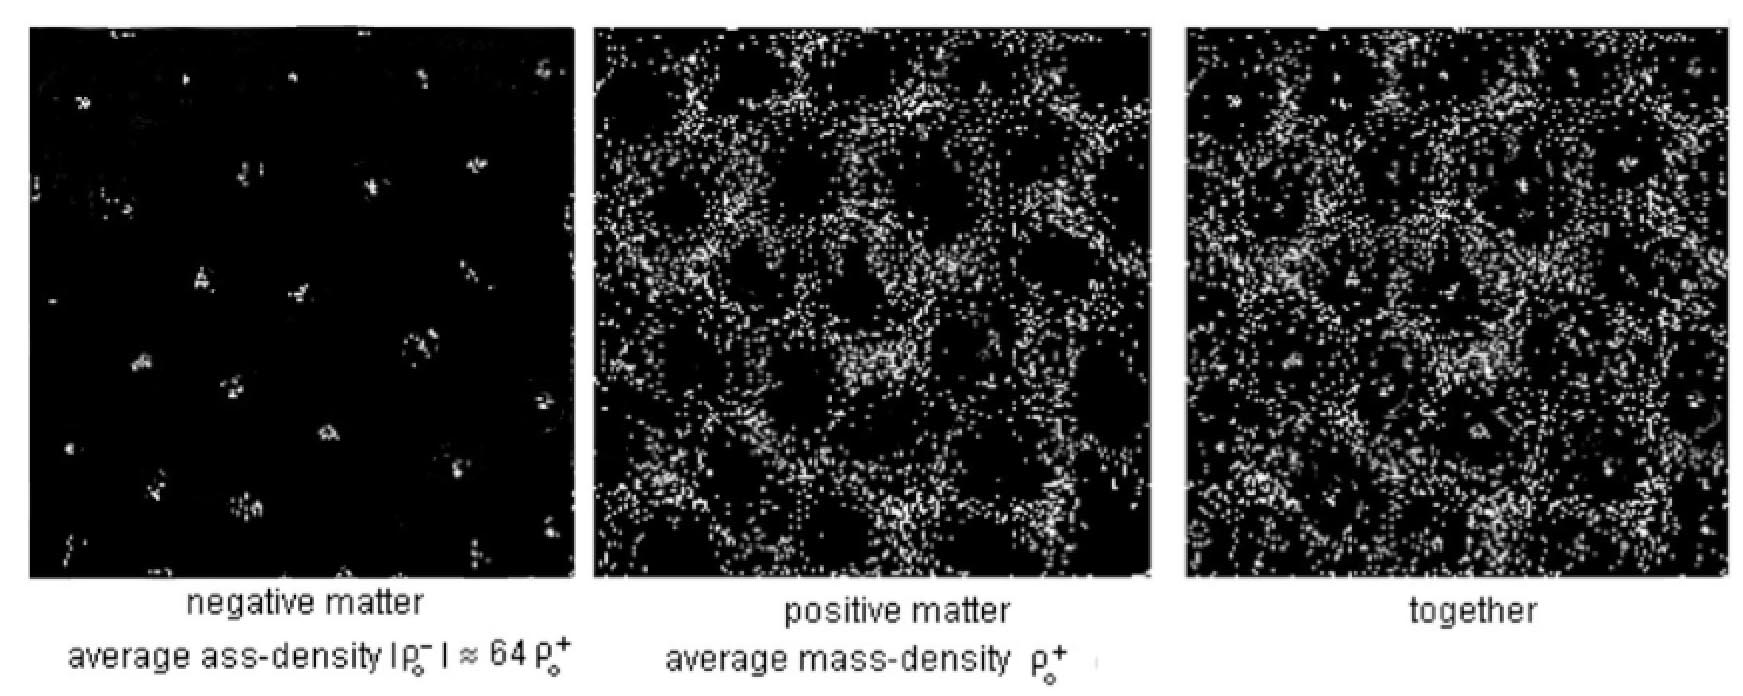 negative matter
average ass-density |ρ₀⁻| ≈ 64 ρ₀⁺
positive matter
average mass-density ρ₀⁺
together